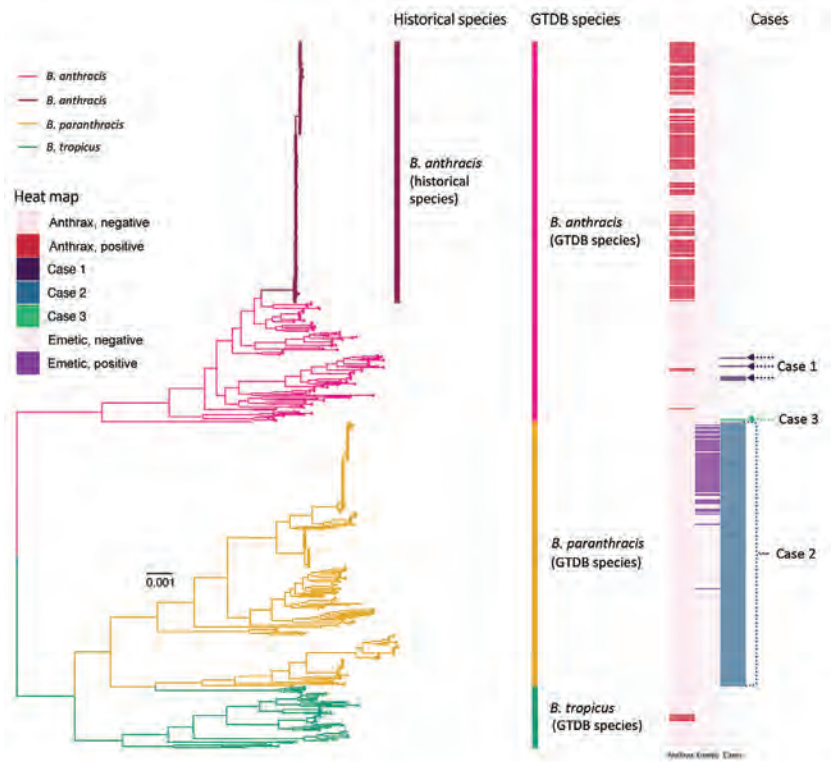 Historical species GTDB species Cases
B. anthracis
B. anthracis
B. paranthracis
B. tropicus
Heat map
Anthrax, negative
Anthrax, positive
Case 1
Case 2
Case 3
Emetic, negative
Emetic, positive
B. anthracis
(historical
species)
B. anthracis
(GTDB species)
Case 1
Case 3
B. paranthracis
(GTDB species)
Case 2
0.001
B. tropicus
(GTDB species)
Anthrax Emetic Cases